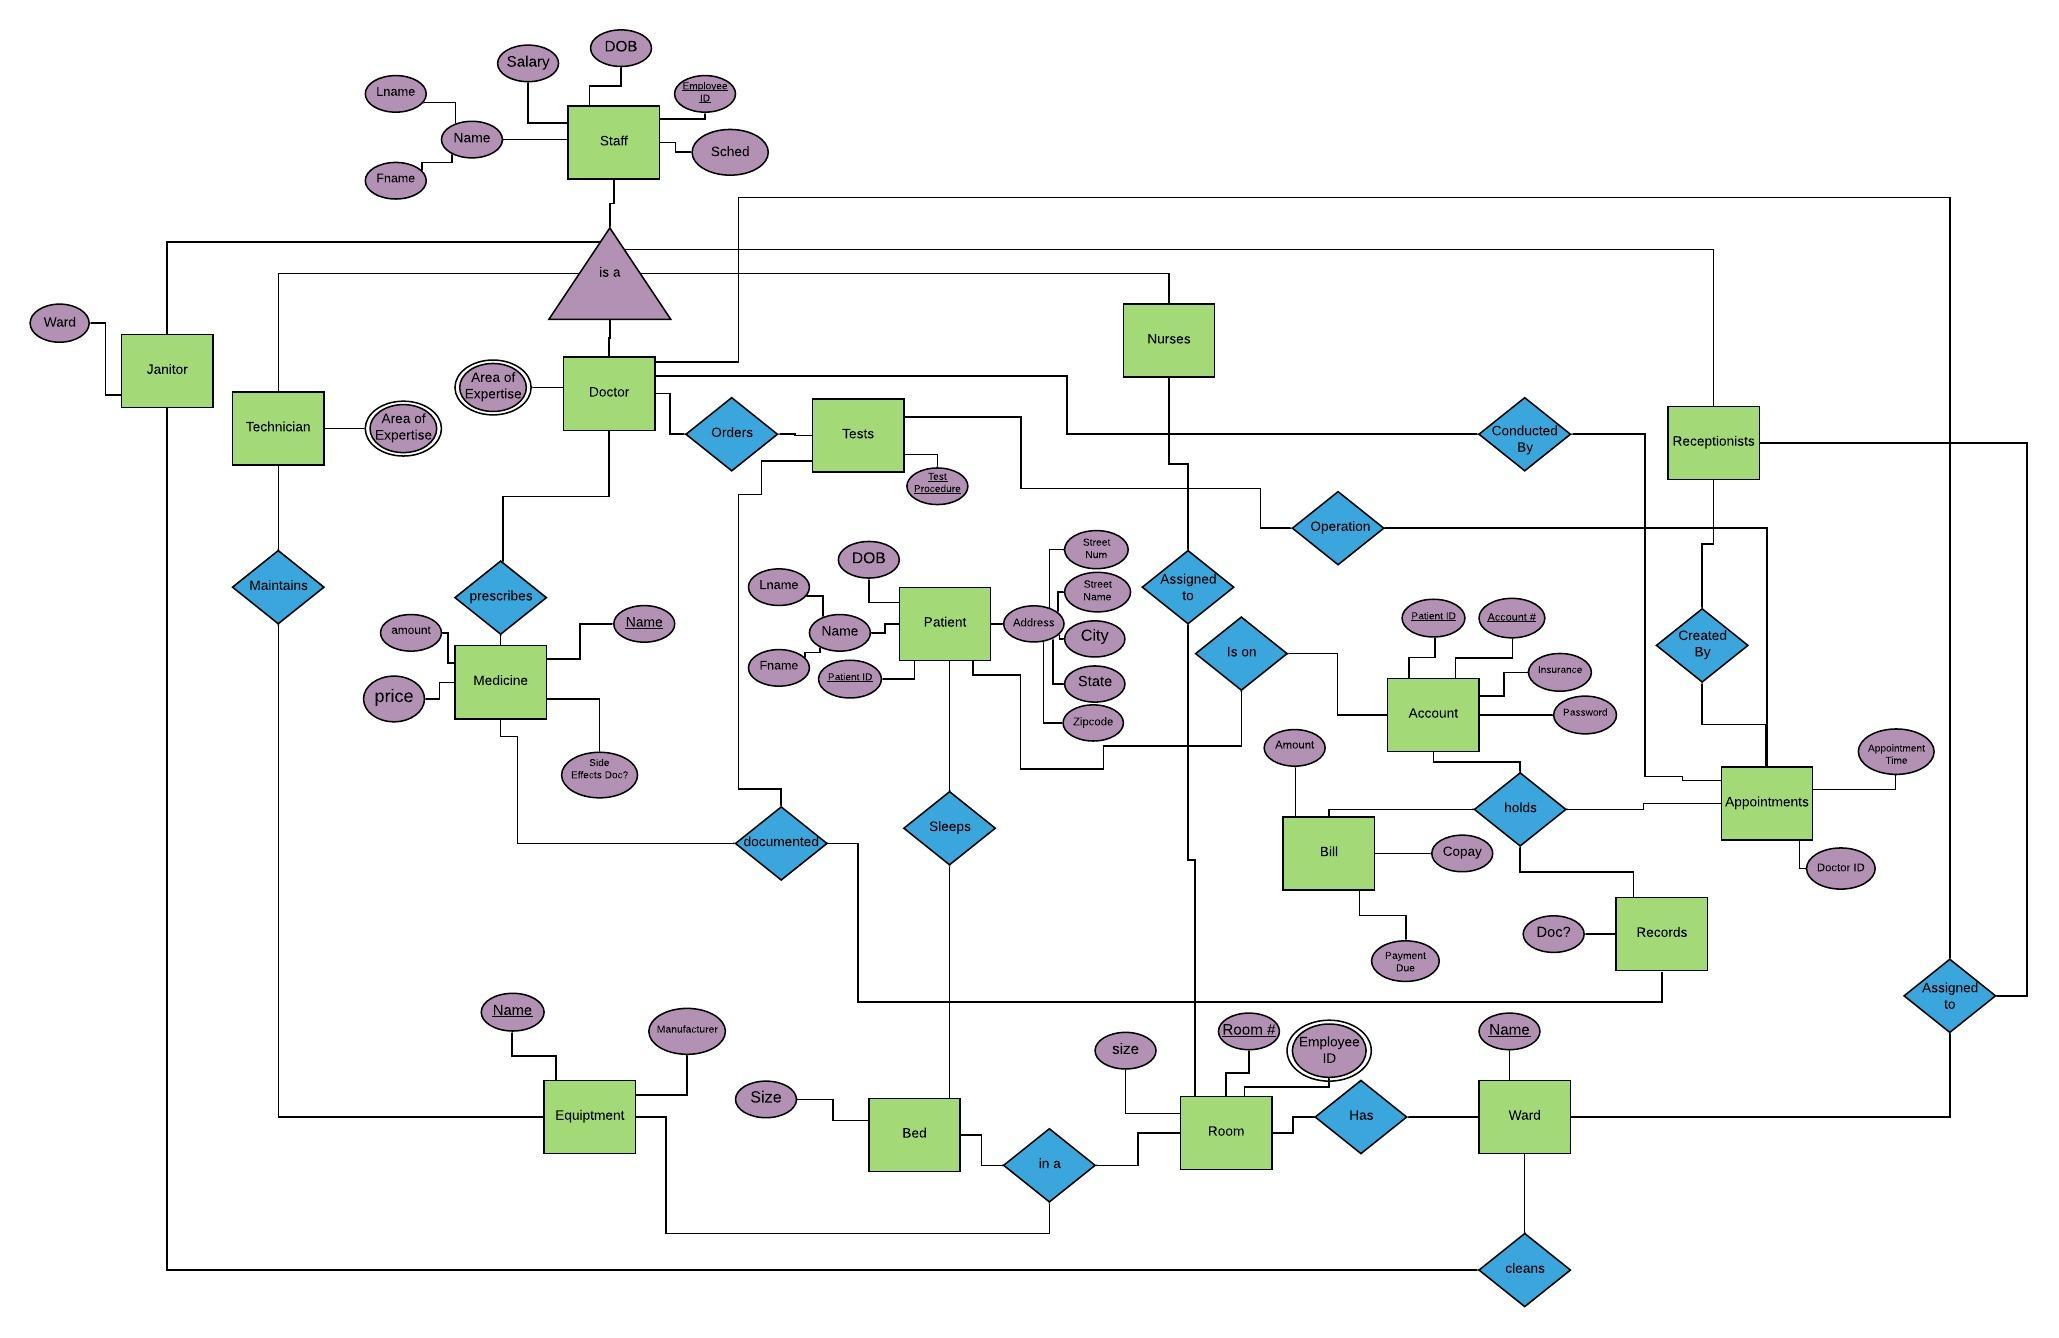 DOB
Salary
Lname
Employee
ID
Name
Staff
Sched
Fname
is a
Ward
Janitor
Nurses
Area of
Expertise
Doctor
Technician
Area of
Expertise
Orders
Tests
Conducted
By
Receptionists
Test
Procedure
Operation
Street
Num
DOB
Lname
Street
Name
Maintains
prescribes
Assigned
to
amount
Name
Name
Patient
Address
City
Fname
Patient ID
State
Zipcode
Is on
Patient ID
Account #
Created
By
Medicine
price
Insurance
Account
Password
Side
Effects Doc?
Amount
Appointment
Time
Appointments
holds
documented
Sleeps
Bill
Copay
Doctor ID
Doc?
Records
Payment
Due
Assigned
to
Name
Manufacturer
size
Room #
Employee
ID
Name
Size
Equiptment
Bed
Room
Has
Ward
in a
cleans